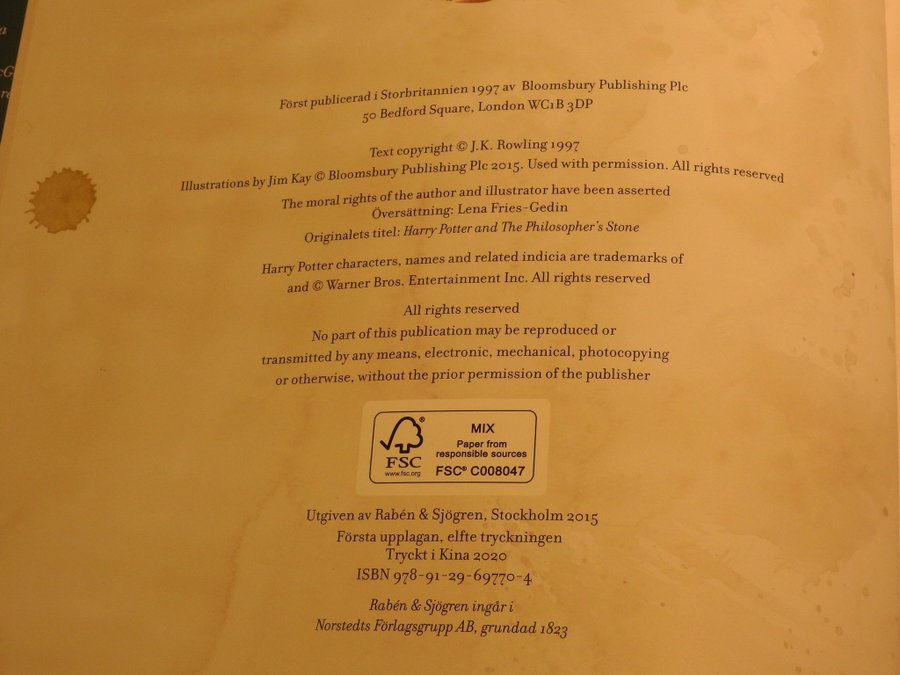 Först publicerad i Storbritannien 1997 av Bloomsbury Publishing Plc
50 Bedford Square, London WC1B 3DP
Text copyright © J.K. Rowling 1997
Illustrations by Jim Kay © Bloomsbury Publishing Plc 2015. Used with permission. All rights reserved
The moral rights of the author and illustrator have been asserted
Översättning: Lena Fries-Gedin
Originalets titel: Harry Potter and The Philosopher's Stone
Harry Potter characters, names and related indicia are trademarks of
and © Warner Bros. Entertainment Inc. All rights reserved
All rights reserved
No part of this publication may be reproduced or
transmitted by any means, electronic, mechanical, photocopying
or otherwise, without the prior permission of the publisher
FSC
www.fsc.org
MIX
Paper from
responsible sources
FSC® C008047
Utgiven av Rabén & Sjögren, Stockholm 2015
Första upplagan, elfte tryckningen
Tryckt i Kina 2020
ISBN 978-91-29-69770-4
Rabén & Sjögren ingår i
Norstedts Förlagsgrupp AB, grundad 1823